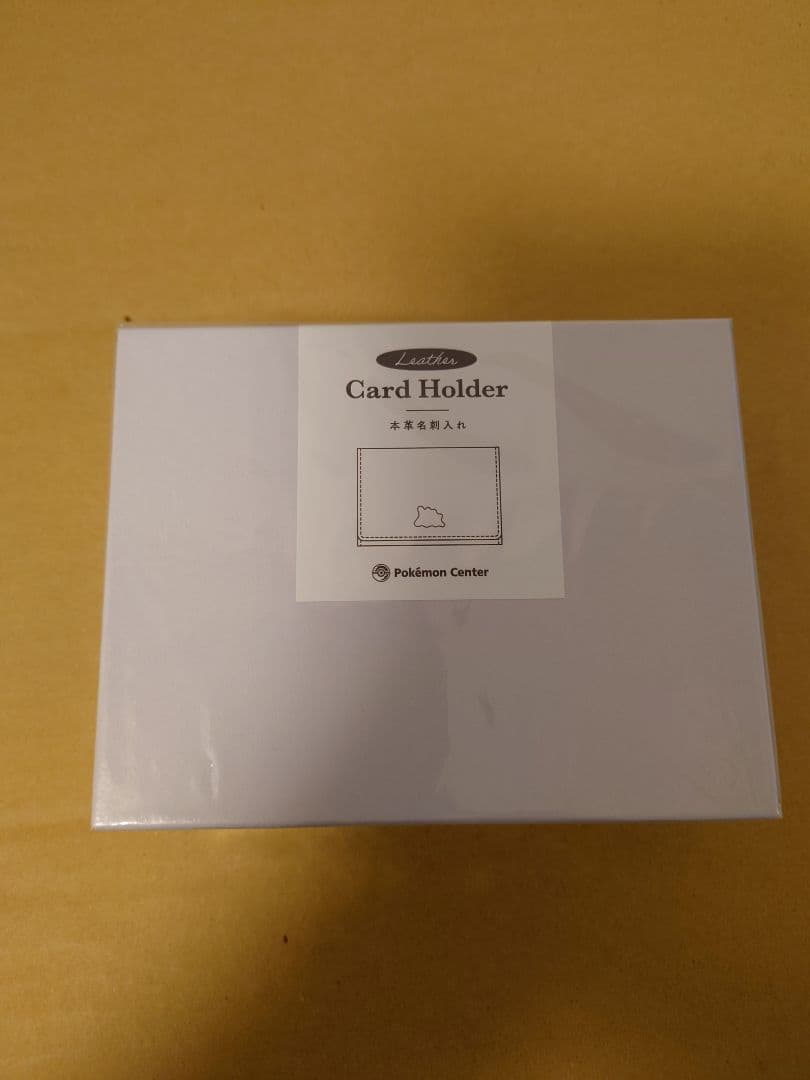 Leather
Card Holder
本革名刺入れ
Pokémon Center